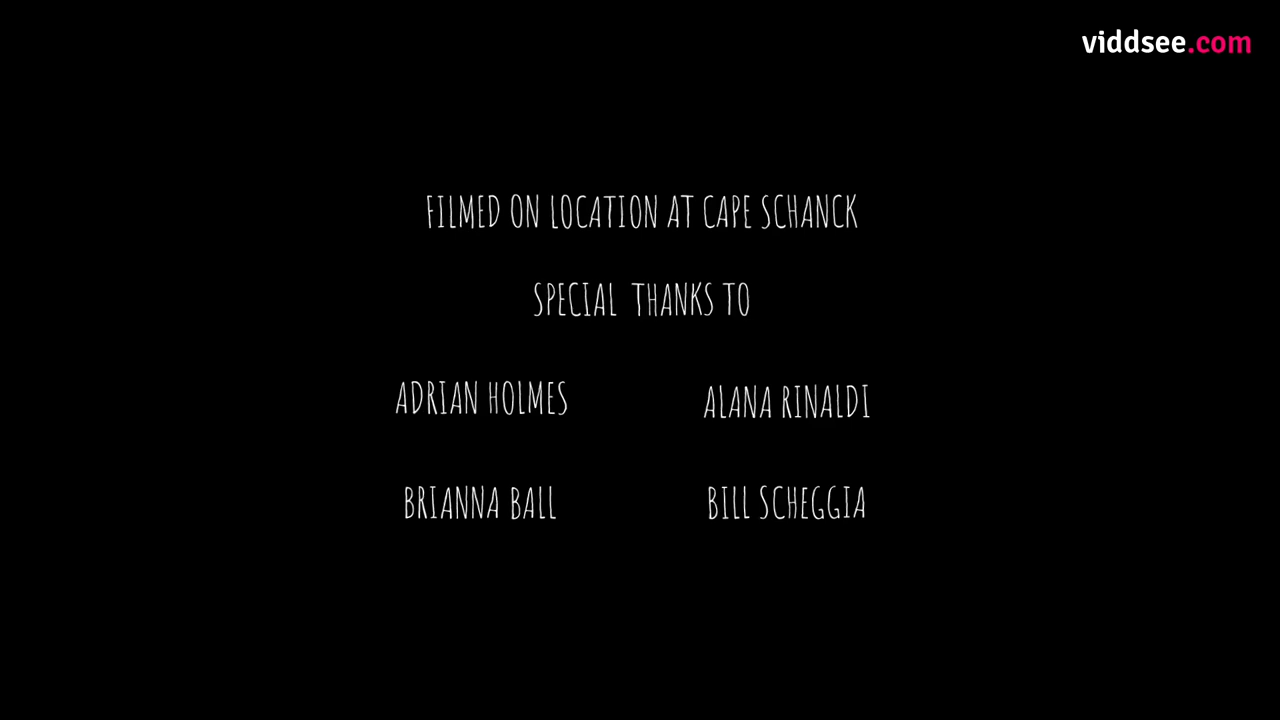 viddsee.com
FILMED ON LOCATION AT CAPE SCHANCK
SPECIAL THANKS TO
ADRIAN HOLMES
ALANA RINALDI
BRIANNA BALL
BILL SCHEGGIA